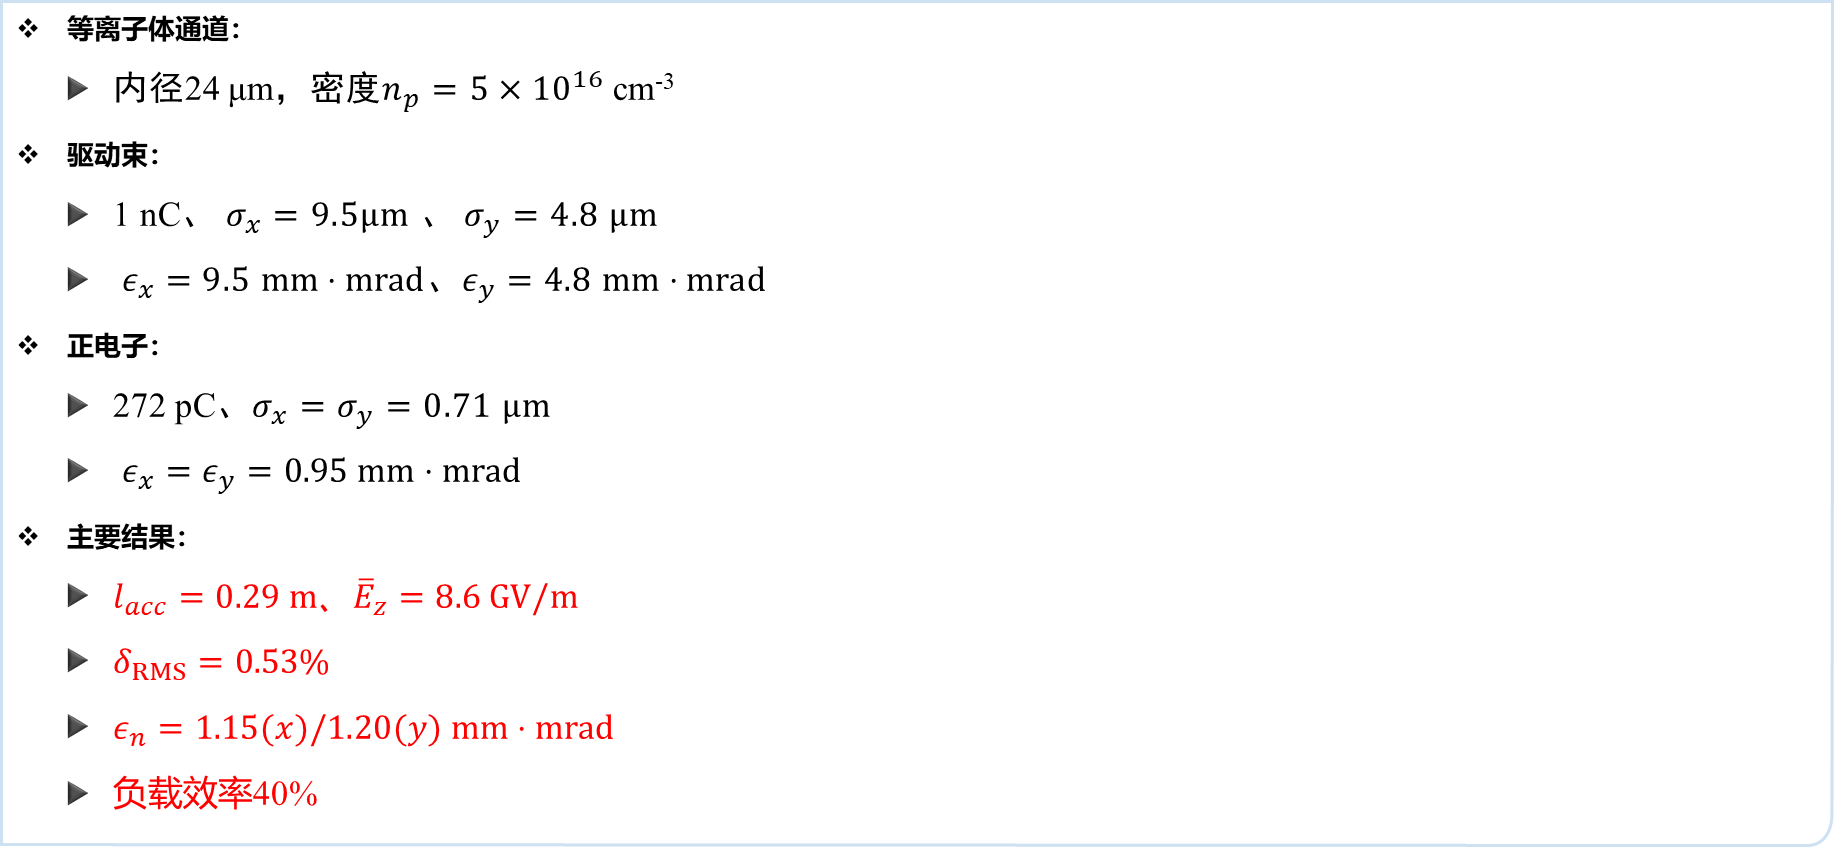 等离子体通道：
内径24 μm，密度n_p = 5 × 10^16 cm^-3
驱动束：
1 nC、 σ_x = 9.5μm 、 σ_y = 4.8 μm
ϵ_x = 9.5 mm · mrad、ϵ_y = 4.8 mm · mrad
正电子：
272 pC、σ_x = σ_y = 0.71 μm
ϵ_x = ϵ_y = 0.95 mm · mrad
主要结果：
l_acc = 0.29 m、Ē_z = 8.6 GV/m
δ_RMS = 0.53%
ϵ_n = 1.15(x)/1.20(y) mm · mrad
负载效率40%